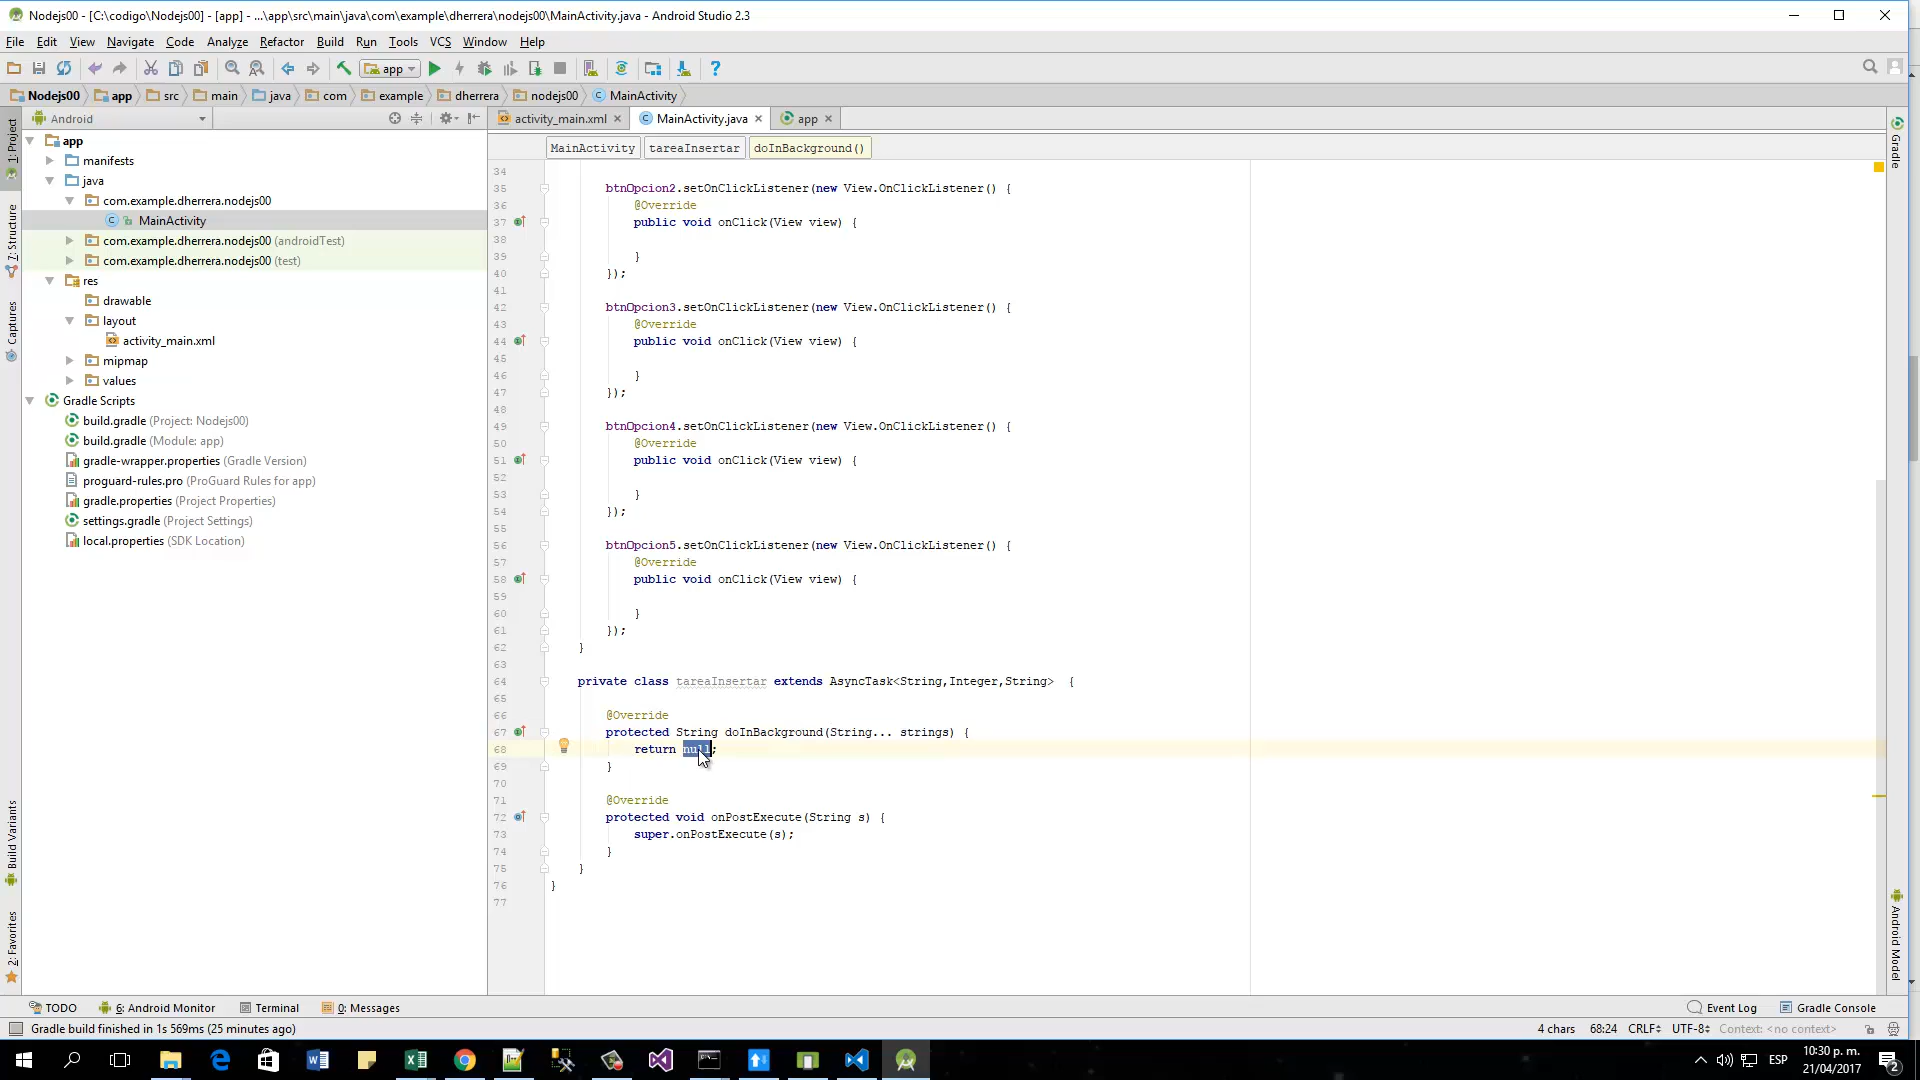 Nodejs00 - [C:\codigo\Nodejs00] - [app] - ...\app\src\main\java\com\example\dherrera\nodejs00\MainActivity.java - Android Studio 2.3
File Edit View Navigate Code Analyze Refactor Build Run Tools VCS Window Help
app
Nodejs00 app src main java com example dherrera nodejs00 MainActivity
Android
activity_main.xml MainActivity.java app
MainActivity tareaInsertar doInBackground()
1: Project
7: Structure
Captures
Build Variants
2: Favorites
app
manifests
java
com.example.dherrera.nodejs00
MainActivity
com.example.dherrera.nodejs00 (androidTest)
com.example.dherrera.nodejs00 (test)
res
drawable
layout
activity_main.xml
mipmap
values
Gradle Scripts
build.gradle (Project: Nodejs00)
build.gradle (Module: app)
gradle-wrapper.properties (Gradle Version)
proguard-rules.pro (ProGuard Rules for app)
gradle.properties (Project Properties)
settings.gradle (Project Settings)
local.properties (SDK Location)
34
35 btnOpcion2.setOnClickListener(new View.OnClickListener() {
36 @Override
37 public void onClick(View view) {
38
39 }
40 });
41
42 btnOpcion3.setOnClickListener(new View.OnClickListener() {
43 @Override
44 public void onClick(View view) {
45
46 }
47 });
48
49 btnOpcion4.setOnClickListener(new View.OnClickListener() {
50 @Override
51 public void onClick(View view) {
52
53 }
54 });
55
56 btnOpcion5.setOnClickListener(new View.OnClickListener() {
57 @Override
58 public void onClick(View view) {
59
60 }
61 });
62 }
63
64 private class tareaInsertar extends AsyncTask<String,Integer,String> {
65
66 @Override
67 protected String doInBackground(String... strings) {
68 return null;
69 }
70
71 @Override
72 protected void onPostExecute(String s) {
73 super.onPostExecute(s);
74 }
75 }
76 }
77
Gradle
Android Model
TODO 6: Android Monitor Terminal 0: Messages Event Log Gradle Console
Gradle build finished in 1s 569ms (25 minutes ago) 4 chars 68:24 CRLF UTF-8 Context: <no context>
ESP 10:30 p. m.
21/04/2017
2